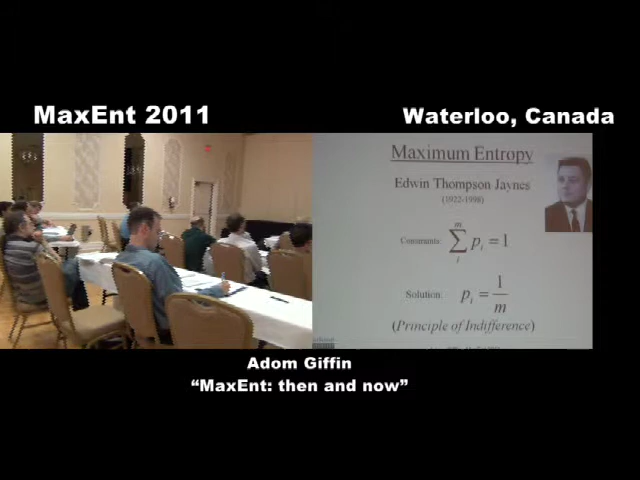 MaxEnt 2011
Waterloo, Canada
Maximum Entropy
Edwin Thompson Jaynes
(1922-1998)
Constraints: m ∑ i pᵢ = 1
Solution: pᵢ = 1/m
(Principle of Indifference)
Adom Giffin
“MaxEnt: then and now”